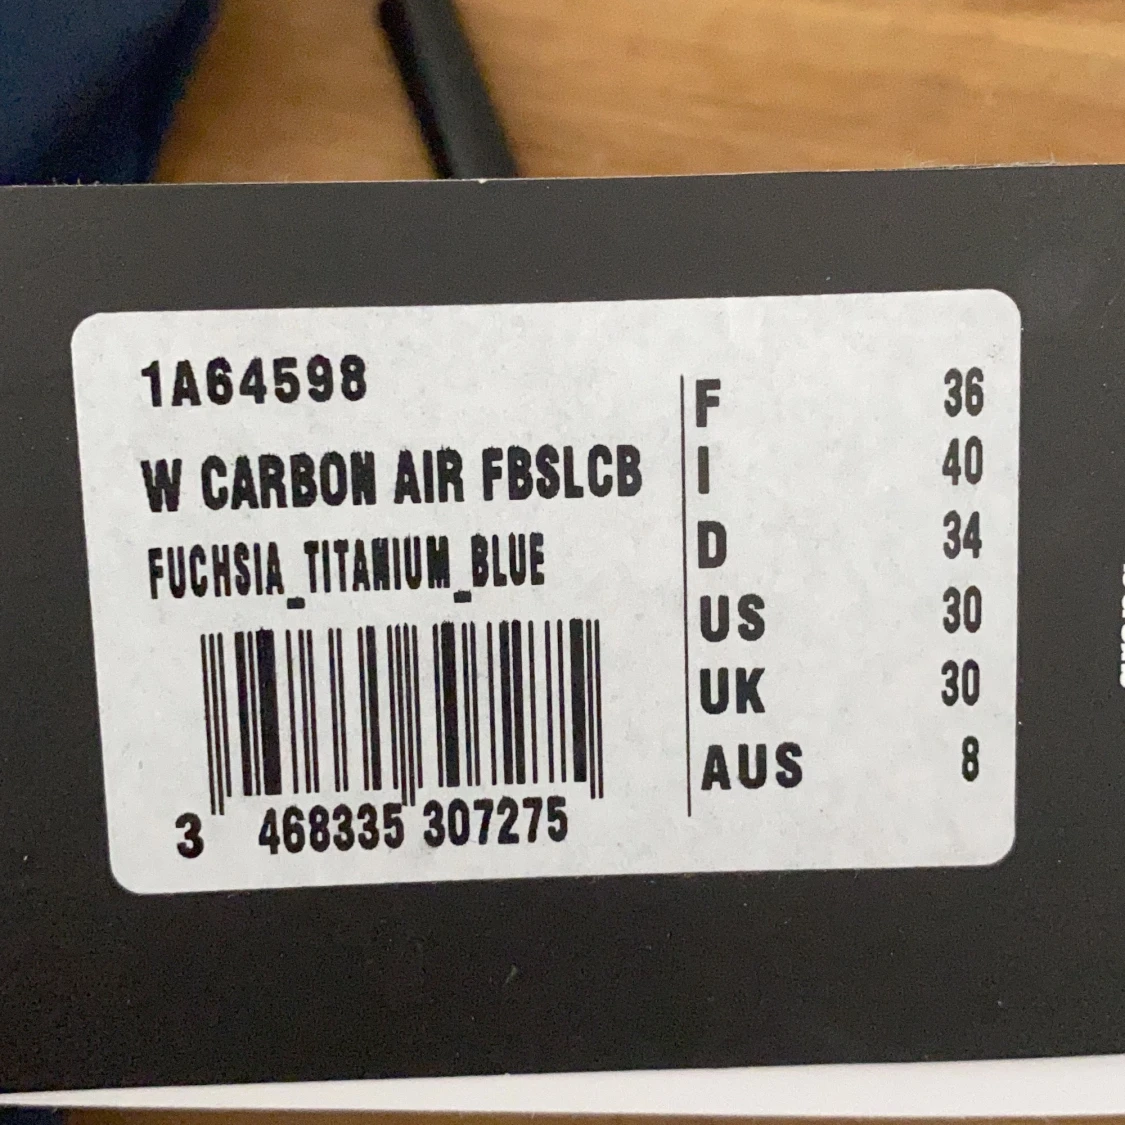 1A64598
W CARBON AIR FBSLCB
FUCHSIA_TITANIUM_BLUE
3 468335 307275
F 36
I 40
D 34
US 30
UK 30
AUS 8